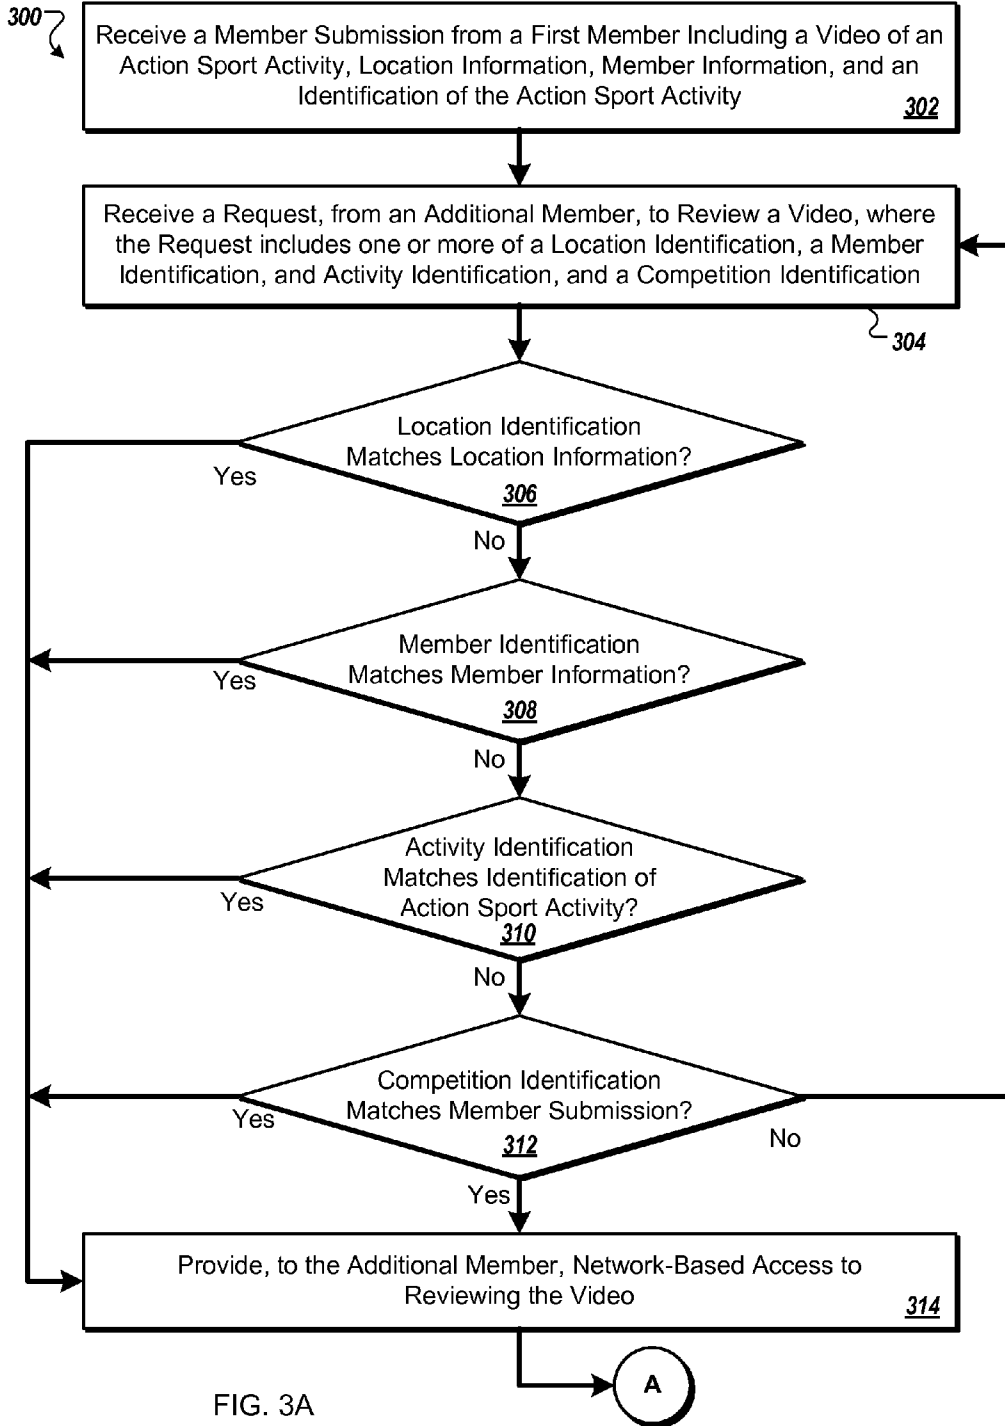 300
Receive a Member Submission from a First Member Including a Video of an
Action Sport Activity, Location Information, Member Information, and an
Identification of the Action Sport Activity
302
Receive a Request, from an Additional Member, to Review a Video, where
the Request includes one or more of a Location Identification, a Member
Identification, and Activity Identification, and a Competition Identification
304
Location Identification
Matches Location Information?
306
Yes
No
Member Identification
Matches Member Information?
308
Yes
No
Activity Identification
Matches Identification of
Action Sport Activity?
310
Yes
No
Competition Identification
Matches Member Submission?
312
Yes
No
Yes
Provide, to the Additional Member, Network-Based Access to
Reviewing the Video
314
A
FIG. 3A